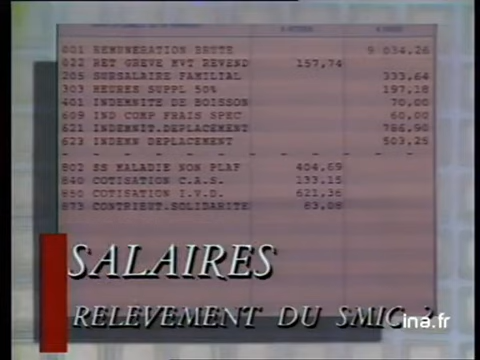 001 REMUNERATION BRUTE 9 034,26
022 RET GREVE MVT REVEND 157,74
205 SURSALAIRE FAMILIAL 333,64
303 HEURES SUPPL 50% 197,18
401 INDEMNITE DE BOISSON 70,00
609 IND COMP FRAIS SPEC 60,00
621 INDEMNIT.DEPLACEMENT 786,90
623 INDEMN DEPLACEMENT 503,25
802 SS MALADIE NON PLAF 404,69
840 COTISATION C.A.S. 133,15
850 COTISATION I.V.D. 621,36
873 CONTRIBUT.SOLIDARITE 83,08
SALAIRES
RELEVEMENT DU SMIC ?
ina.fr